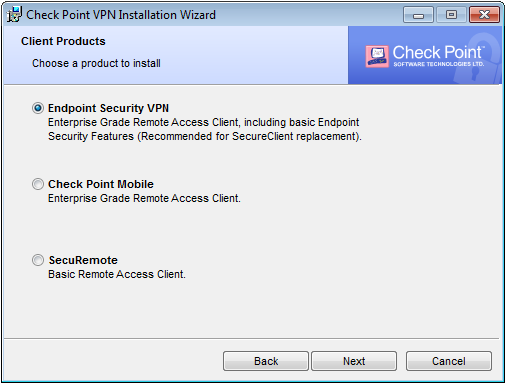 Check Point VPN Installation Wizard
Client Products
Choose a product to install
Check Point™
SOFTWARE TECHNOLOGIES LTD.
Endpoint Security VPN
Enterprise Grade Remote Access Client, including basic Endpoint
Security Features (Recommended for SecureClient replacement).
Check Point Mobile
Enterprise Grade Remote Access Client.
SecuRemote
Basic Remote Access Client.
Back
Next
Cancel